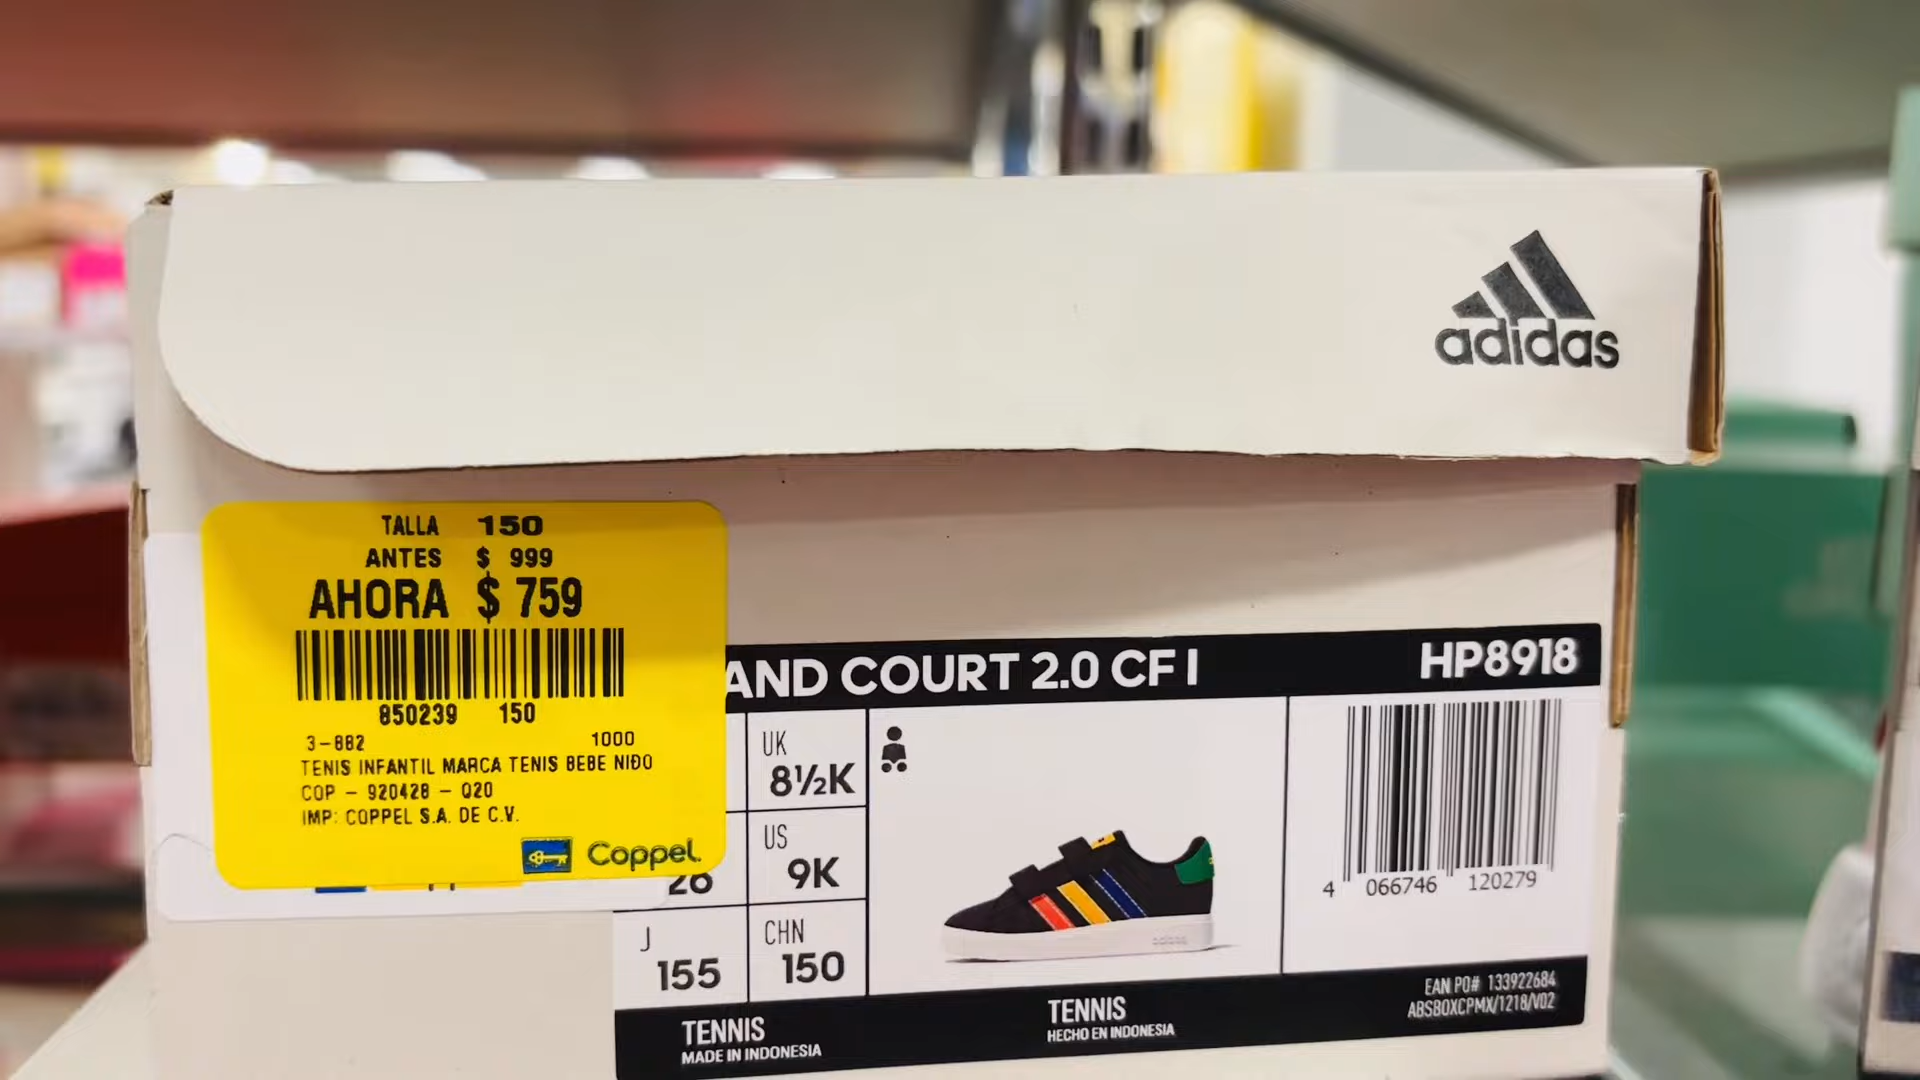 adidas
TALLA 150
ANTES $ 999
AHORA $ 759
850239 150
3-882 1000
TENIS INFANTIL MARCA TENIS BEBE NIÐO
COP - 920428 - Q20
IMP: COPPEL S.A. DE C.V.
Coppel.
AND COURT 2.0 CF I
HP8918
UK
8½K
US
9K
J
155
CHN
150
4 066746 120279
TENNIS
MADE IN INDONESIA
TENNIS
HECHO EN INDONESIA
EAN PO# 133922684
ABSBOXCPMX/1218/V02